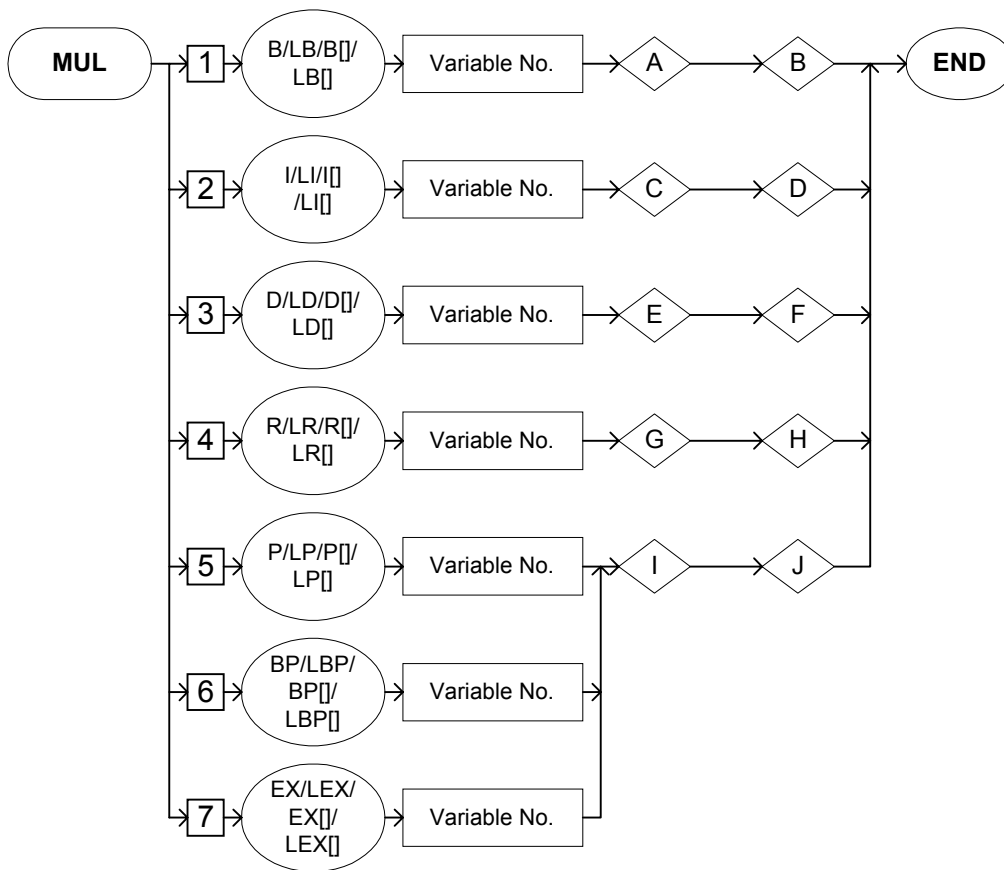 MUL
1
B/LB/B[]/
LB[]
Variable No.
A
B
END
2
I/LI/I[]
/LI[]
Variable No.
C
D
3
D/LD/D[]/
LD[]
Variable No.
E
F
4
R/LR/R[]/
LR[]
Variable No.
G
H
5
P/LP/P[]/
LP[]
Variable No.
I
J
6
BP/LBP/
BP[]/
LBP[]
Variable No.
7
EX/LEX/
EX[]/
LEX[]
Variable No.